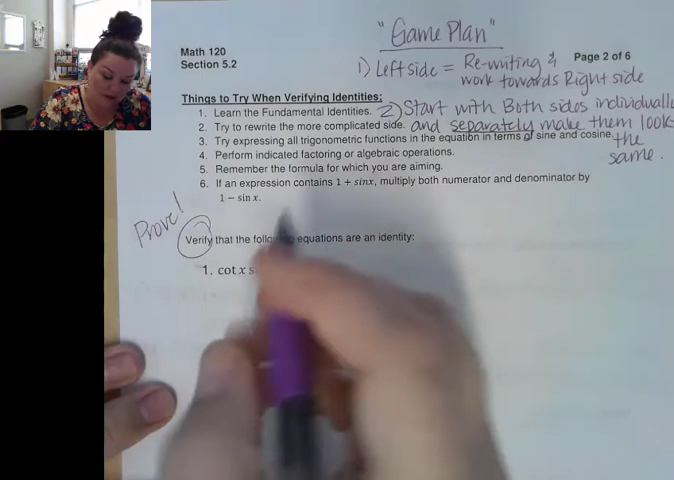 "Game Plan"
Math 120
Section 5.2
Page 2 of 6
1) Left side = Re-writing &
work towards Right side
Things to Try When Verifying Identities:
1. Learn the Fundamental Identities. 2) Start with Both sides individually
2. Try to rewrite the more complicated side. and separately make them look
3. Try expressing all trigonometric functions in the equation in terms of sine and cosine. the
4. Perform indicated factoring or algebraic operations. same.
5. Remember the formula for which you are aiming.
6. If an expression contains 1 + sinx, multiply both numerator and denominator by
1 − sin x.
Prove!
Verify that the equations are an identity:
1. cot x